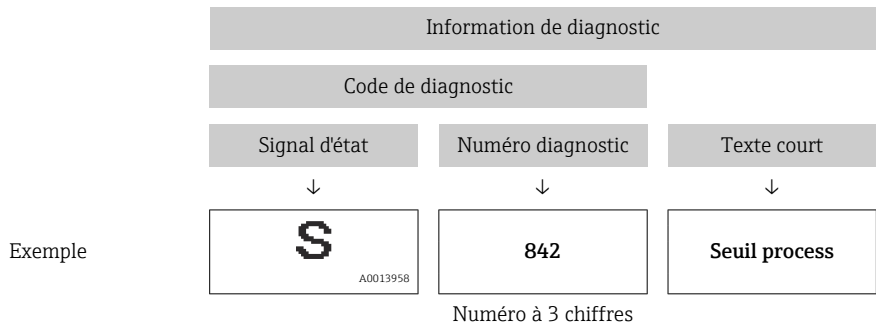 Information de diagnostic
Code de diagnostic
Signal d'état Numéro diagnostic Texte court
↓ ↓ ↓
Exemple S 842 Seuil process
A0013958
Numéro à 3 chiffres